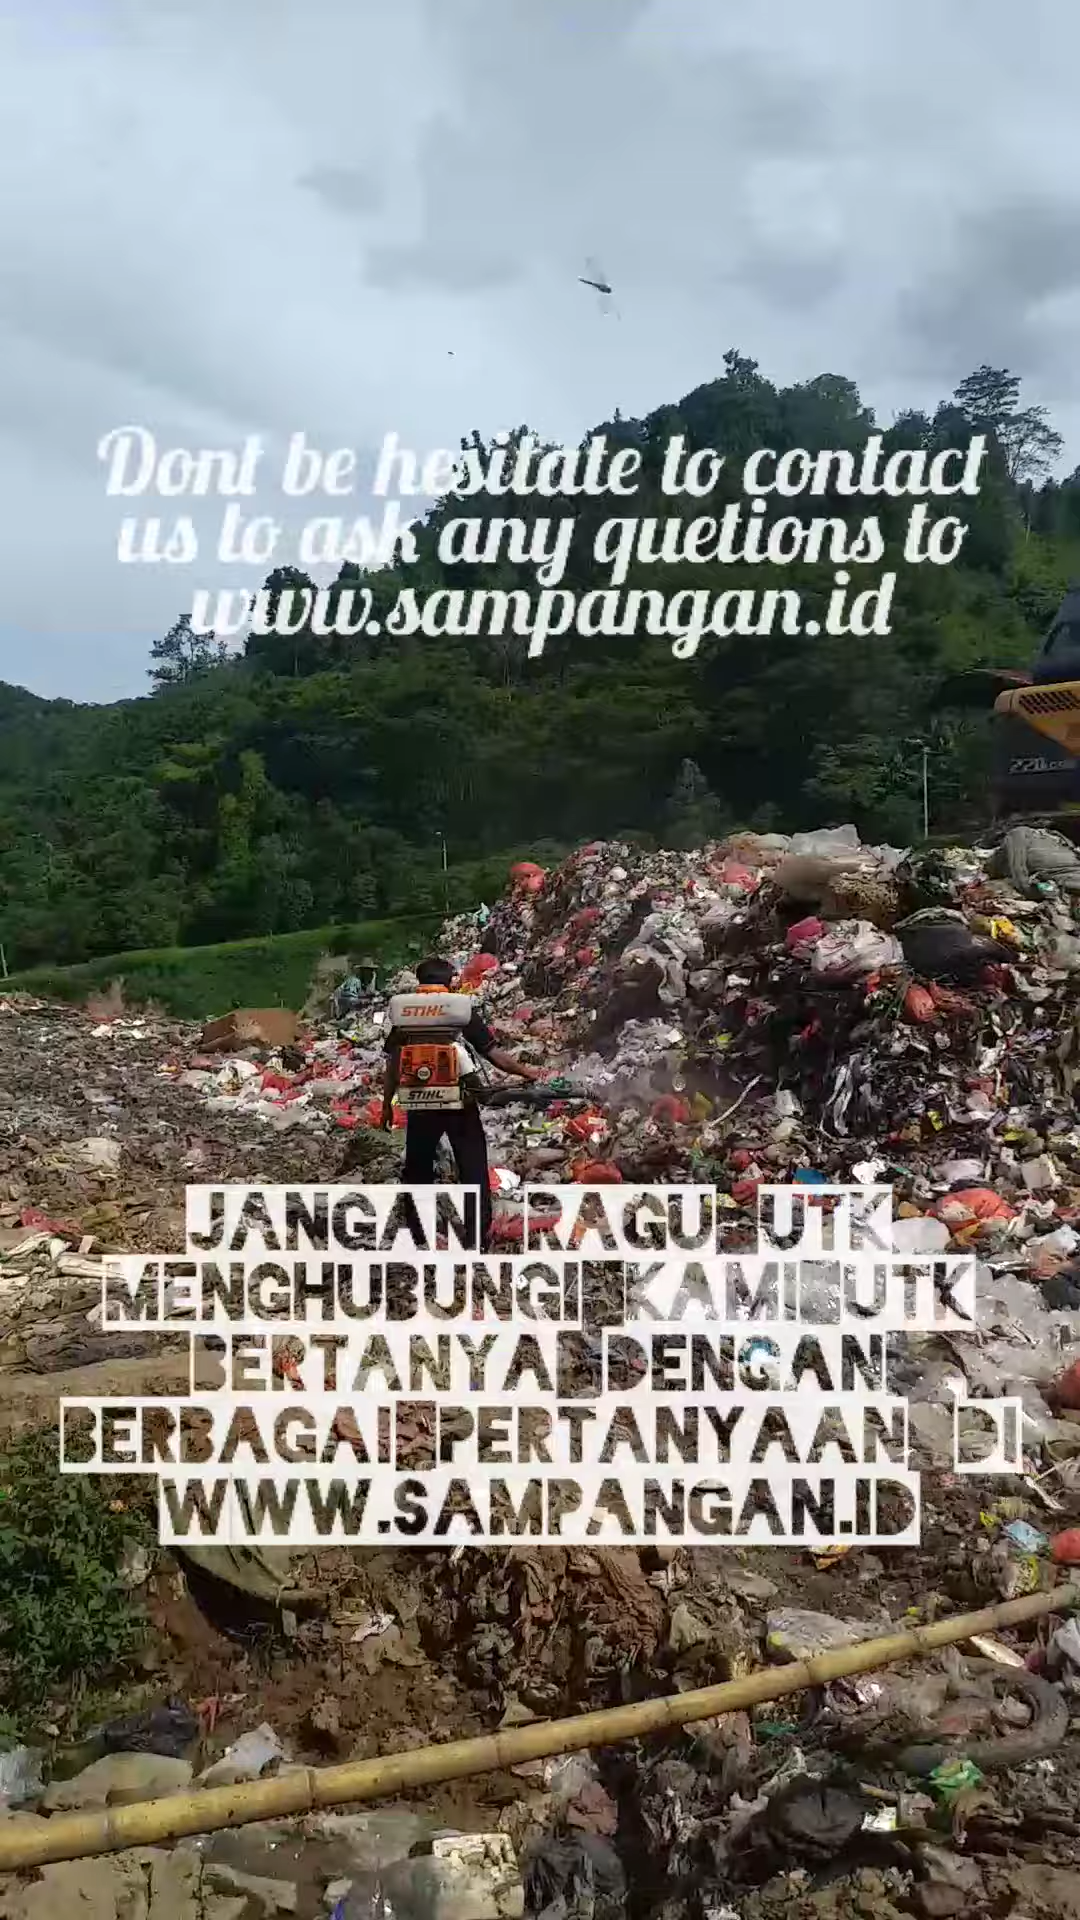 Dont be hesitate to contact
us to ask any quetions to
www.sampangan.id
STIHL
STIHL
JANGAN RAGU UTK
MENGHUBUNGI KAMI UTK
BERTANYA DENGAN
BERBAGAI PERTANYAAN DI
WWW.SAMPANGAN.ID